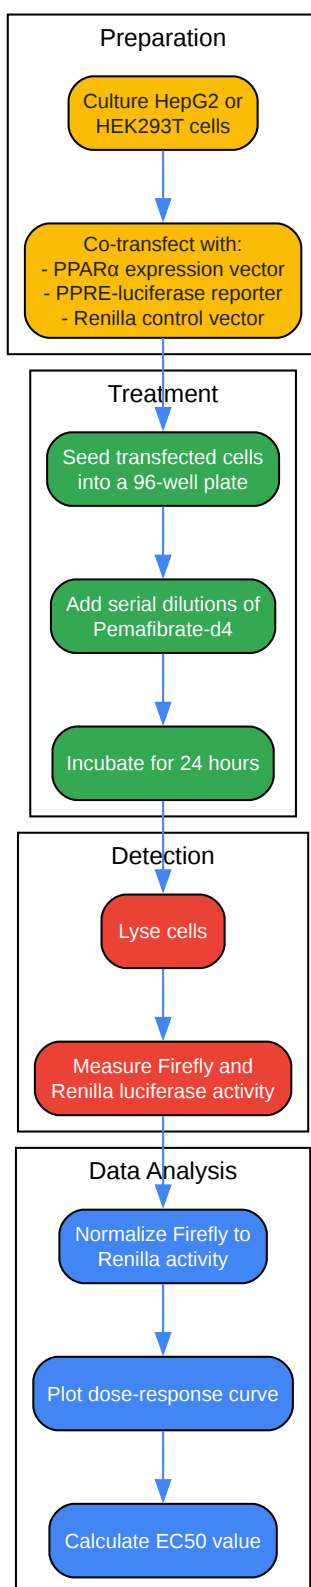 Preparation
Culture HepG2 or
HEK293T cells
Co-transfect with:
- PPARα expression vector
- PPRE-luciferase reporter
- Renilla control vector
Treatment
Seed transfected cells
into a 96-well plate
Add serial dilutions of
Pemafibrate-d4
Incubate for 24 hours
Detection
Lyse cells
Measure Firefly and
Renilla luciferase activity
Data Analysis
Normalize Firefly to
Renilla activity
Plot dose-response curve
Calculate EC50 value